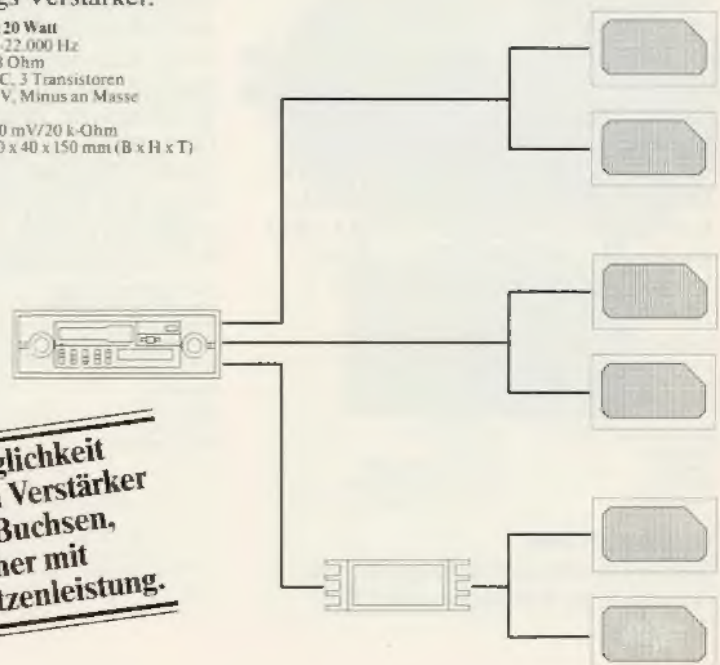 gs Verstärker.
20 Watt
-22.000 Hz
Ohm
C, 3 Transistoren
V, Minus an Masse
0 mV/20 k-Ohm
0 x 40 x 150 mm (B x H x T)
glichkeit
Verstärker
Buchsen,
ner mit
tzenleistung.